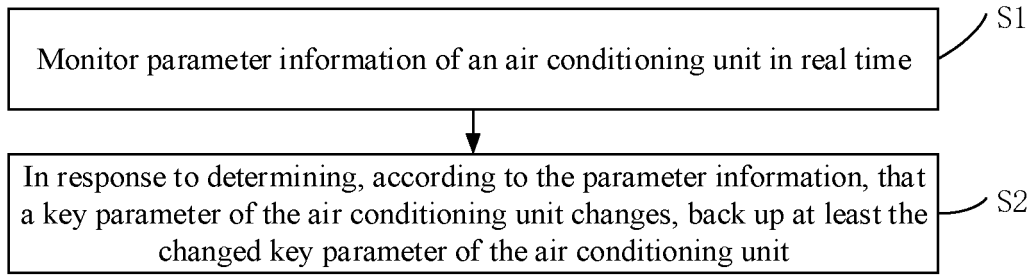 S1
Monitor parameter information of an air conditioning unit in real time
In response to determining, according to the parameter information, that
a key parameter of the air conditioning unit changes, back up at least the
changed key parameter of the air conditioning unit
S2